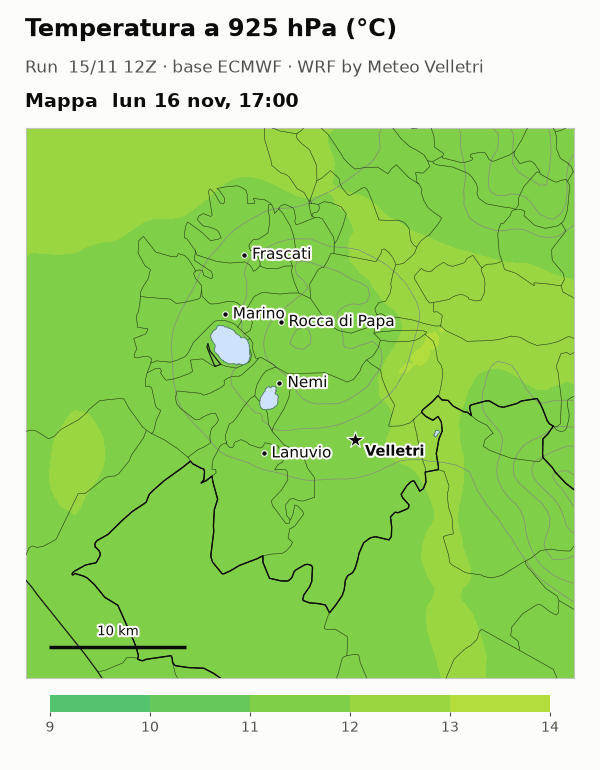 Temperatura a 925 hPa (°C)
Run  15/11 12Z · base ECMWF · WRF by Meteo Velletri
Mappa  lun 16 nov, 17:00
Frascati
Marino
Rocca di Papa
Nemi
Velletri
Lanuvio
10 km
9 10 11 12 13 14